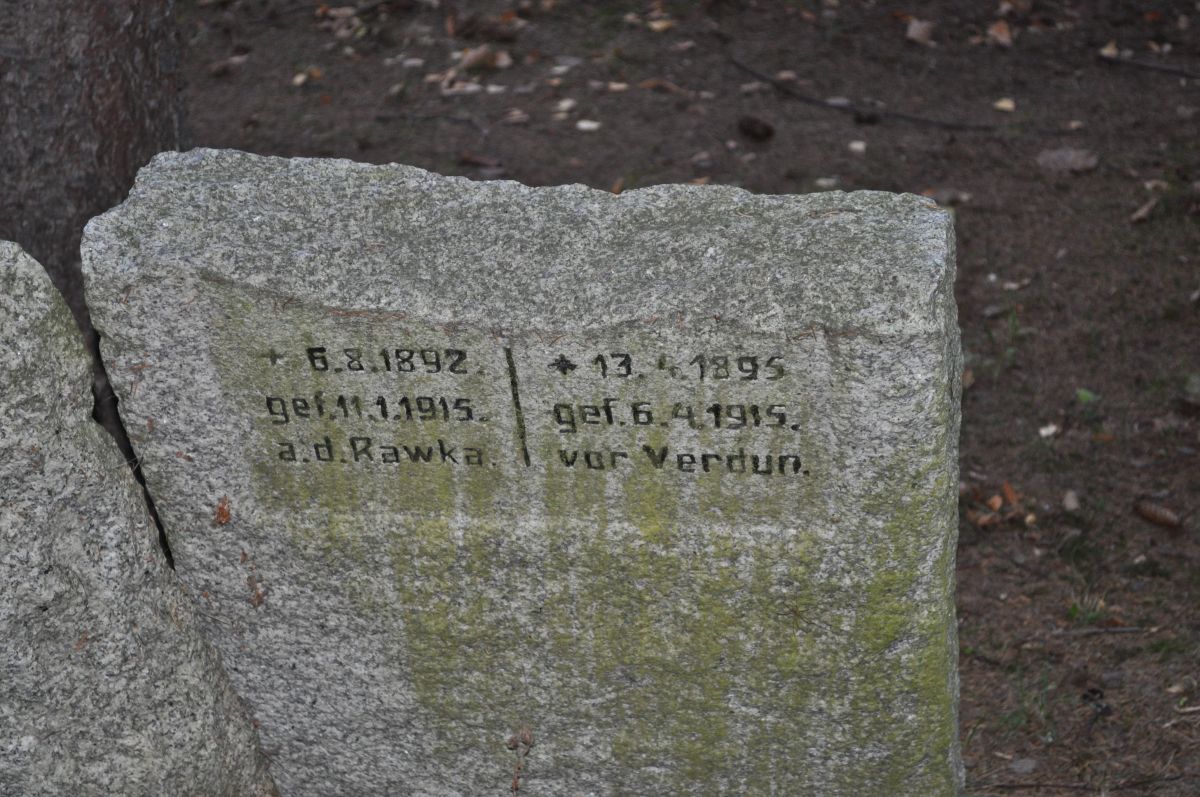 * 6.8.1892.
gef. 11.1.1915.
a.d. Rawka.
* 13.4.1895
gef. 6.4.1915.
vor Verdun.